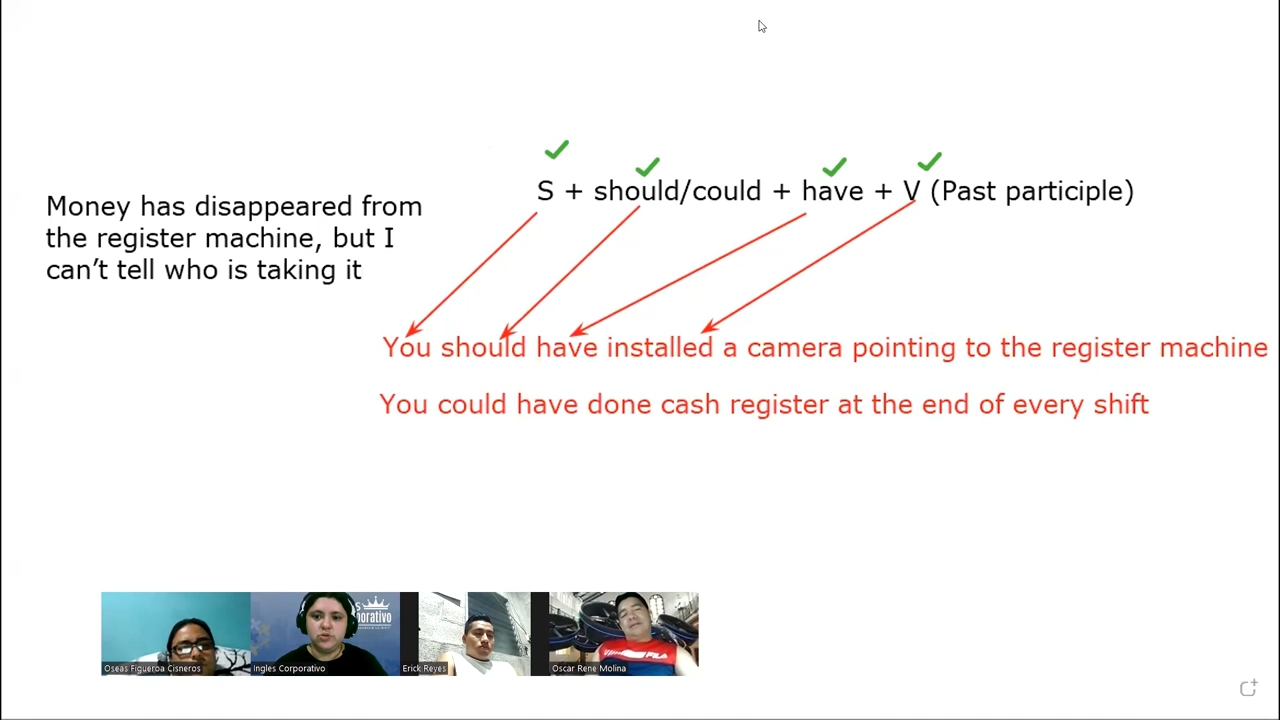 S + should/could + have + V (Past participle)
Money has disappeared from
the register machine, but I
can't tell who is taking it
You should have installed a camera pointing to the register machine
You could have done cash register at the end of every shift
orativo
Oseas Figueroa Cisneros
Ingles Corporativo
Erick Reyes
Oscar Rene Molina
FILA